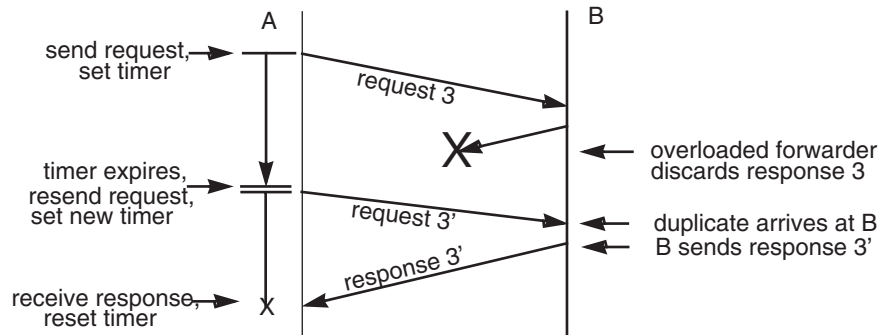 A
B
send request,
set timer
request 3
X
overloaded forwarder
discards response 3
timer expires,
resend request,
set new timer
request 3’
duplicate arrives at B
B sends response 3’
response 3’
receive response,
reset timer
X